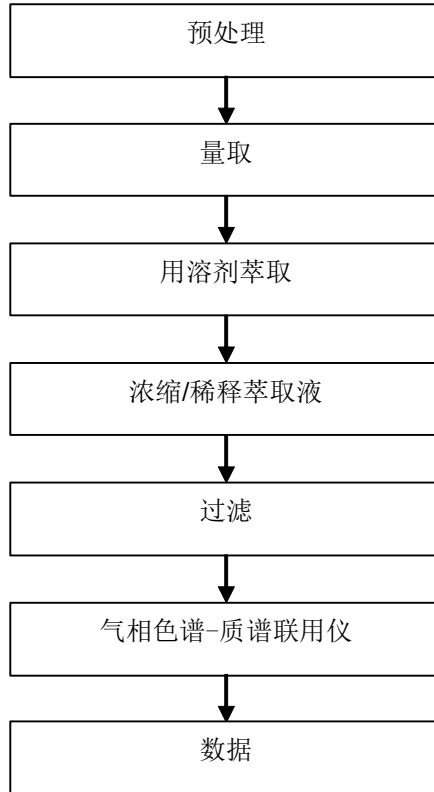 预处理
量取
用溶剂萃取
浓缩/稀释萃取液
过滤
气相色谱-质谱联用仪
数据